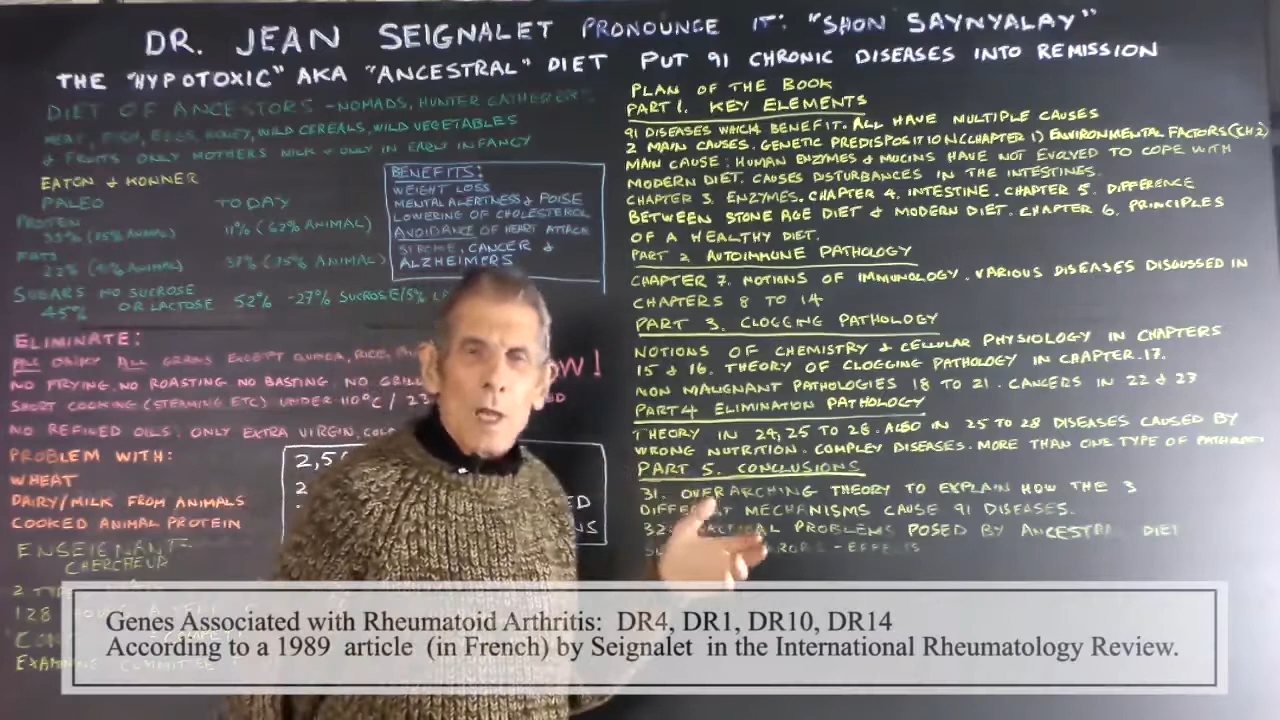 DR. JEAN SEIGNALET PRONOUNCE IT: "SHON SAYNYALAY"
THE "HYPOTOXIC" AKA "ANCESTRAL" DIET PUT 91 CHRONIC DISEASES INTO REMISSION
DIET OF ANCESTORS - NOMADS, HUNTER GATHERERS
MEAT, FISH, EGGS, HONEY, WILD CEREALS, WILD VEGETABLES
& FRUITS ONLY MOTHERS MILK & ONLY IN EARLY INFANCY
EATON & KONNER
PALEO TODAY
PROTEIN
33% 11% (62% ANIMAL)
FATS
22% 37% (75% ANIMAL)
SUGARS NO SUCROSE
OR LACTOSE 52% -27% SUCROSE/5%
45%
BENEFITS:
WEIGHT LOSS
MENTAL ALERTNESS & POISE
LOWERING OF CHOLESTEROL
AVOIDANCE OF HEART ATTACK
STROKE, CANCER &
ALZHEIMERS
ELIMINATE:
ALL DAIRY ALL GRAINS EXCEPT QUINOA, RICE,
NO FRYING. NO ROASTING NO BASTING. NO
SHORT COOKING (STEAMING ETC) UNDER 110°C /
NO REFINED OILS: ONLY EXTRA VIRGIN,
PROBLEM WITH:
WHEAT
DAIRY/MILK FROM ANIMALS
COOKED ANIMAL PROTEIN
ENSEIGNANT-
CHERCHEUR
PLAN OF THE BOOK
PART 1. KEY ELEMENTS
91 DISEASES WHICH BENEFIT. ALL HAVE MULTIPLE CAUSES
2 MAIN CAUSES. GENETIC PREDISPOSITION (CHAPTER 1) ENVIRONMENTAL FACTORS (CH 2)
MAIN CAUSE: HUMAN ENZYMES & MUCINS HAVE NOT EVOLVED TO COPE WITH
MODERN DIET. CAUSES DISTURBANCES IN THE INTESTINES.
CHAPTER 3. ENZYMES. CHAPTER 4. INTESTINE. CHAPTER 5. DIFFERENCE
BETWEEN STONE AGE DIET & MODERN DIET. CHAPTER 6. PRINCIPLES
OF A HEALTHY DIET.
PART 2. AUTOIMMUNE PATHOLOGY
CHAPTER 7. NOTIONS OF IMMUNOLOGY. VARIOUS DISEASES DISCUSSED IN
CHAPTERS 8 TO 14
PART 3. CLOGGING PATHOLOGY
NOTIONS OF CHEMISTRY & CELLULAR PHYSIOLOGY IN CHAPTERS
15 & 16. THEORY OF CLOGGING PATHOLOGY IN CHAPTER 17.
NON MALIGNANT PATHOLOGIES 18 TO 21. CANCERS IN 22 & 23
PART 4 ELIMINATION PATHOLOGY
THEORY IN 24, 25 TO 28. ALSO IN 25 TO 28 DISEASES CAUSED BY
WRONG NUTRITION. COMPLEX DISEASES. MORE THAN ONE TYPE OF
PART 5. CONCLUSIONS
31. OVERARCHING THEORY TO EXPLAIN HOW THE 3
DIFFERENT MECHANISMS CAUSE 91 DISEASES.
32. PRACTICAL PROBLEMS POSED BY ANCESTRAL DIET
Genes Associated with Rheumatoid Arthritis: DR4, DR1, DR10, DR14
According to a 1989 article (in French) by Seignalet in the International Rheumatology Review.